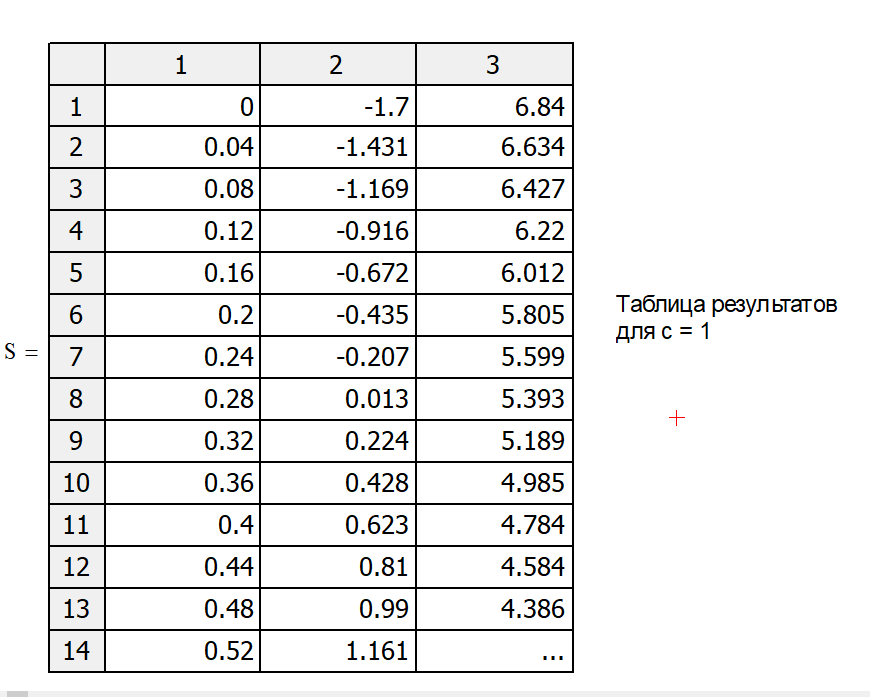 1 2 3
1 0 -1.7 6.84
2 0.04 -1.431 6.634
3 0.08 -1.169 6.427
4 0.12 -0.916 6.22
5 0.16 -0.672 6.012
6 0.2 -0.435 5.805
S = 7 0.24 -0.207 5.599
8 0.28 0.013 5.393
9 0.32 0.224 5.189
10 0.36 0.428 4.985
11 0.4 0.623 4.784
12 0.44 0.81 4.584
13 0.48 0.99 4.386
14 0.52 1.161 ...
Таблица результатов
для c = 1